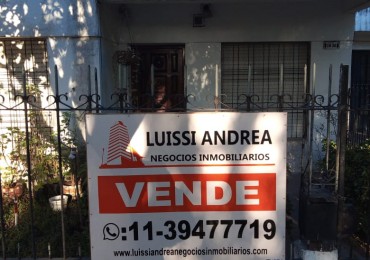 LUISSI ANDREA
NEGOCIOS INMOBILIARIOS
VENDE
:11-39477719
www.luissiandreanegociosinmobiliarios.com